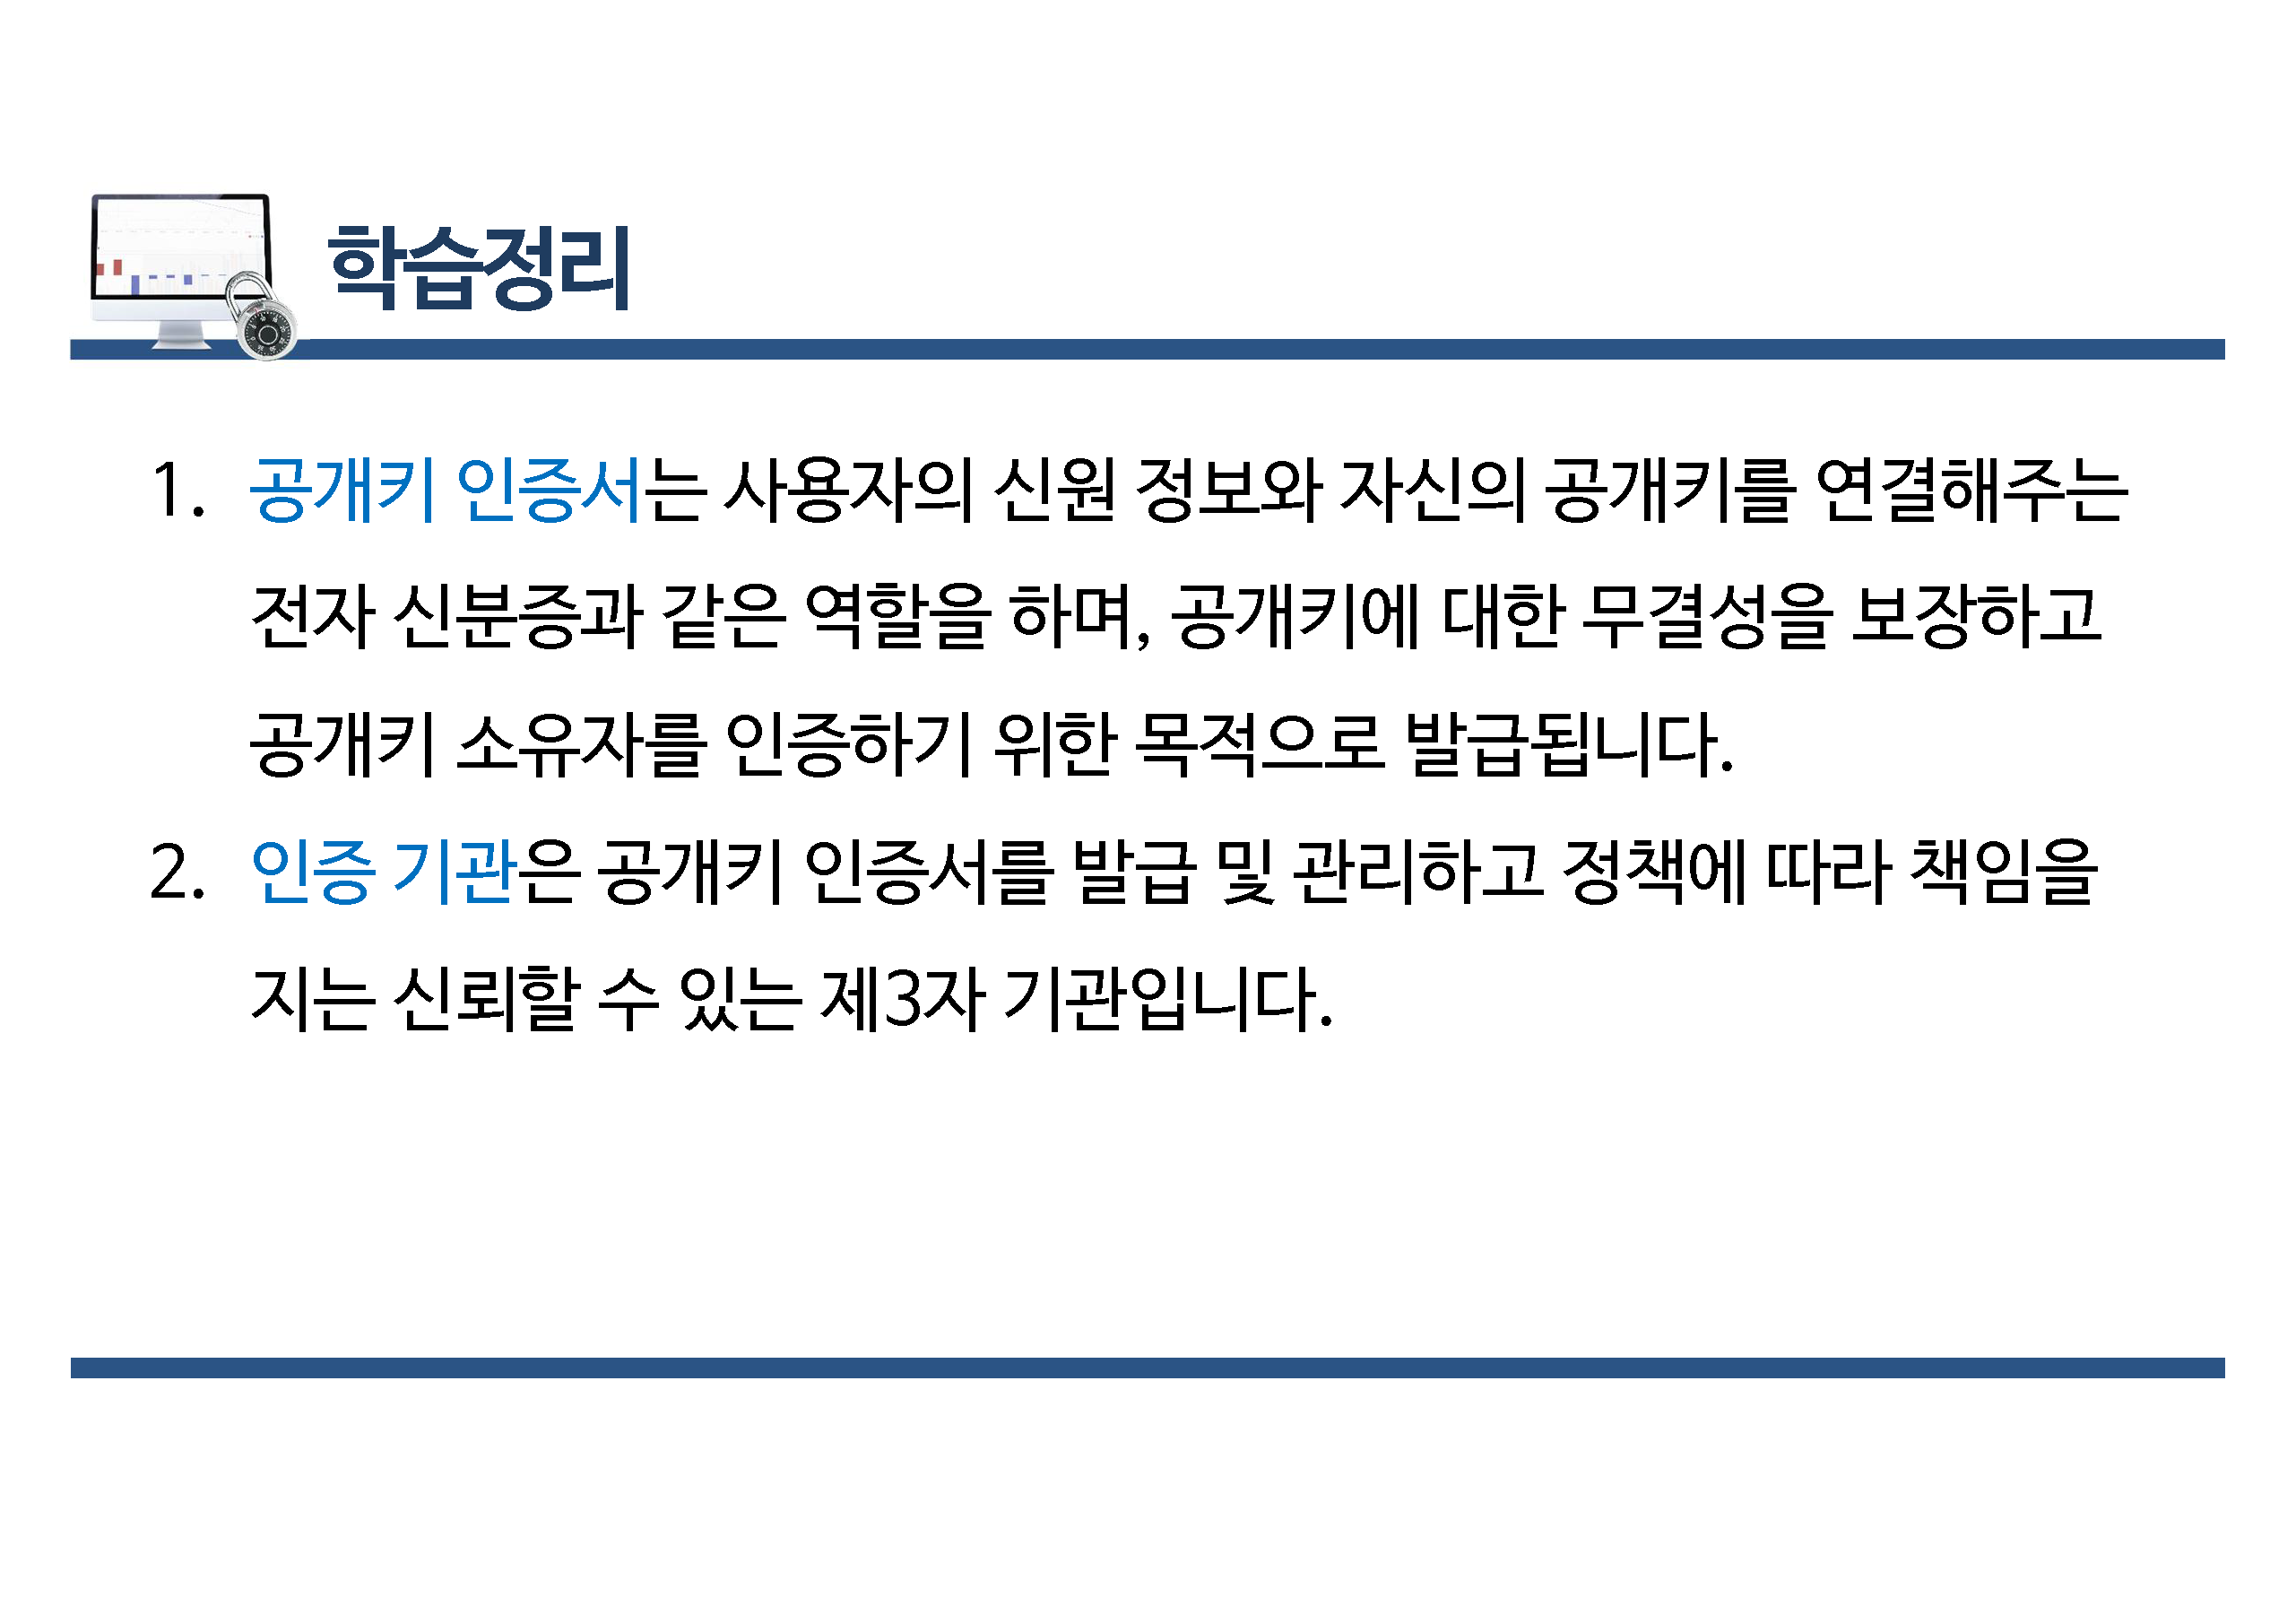 학습정리
1. 공개키 인증서는 사용자의 신원 정보와 자신의 공개키를 연결해주는
전자 신분증과 같은 역할을 하며, 공개키에 대한 무결성을 보장하고
공개키 소유자를 인증하기 위한 목적으로 발급됩니다.
2. 인증 기관은 공개키 인증서를 발급 및 관리하고 정책에 따라 책임을
지는 신뢰할 수 있는 제3자 기관입니다.